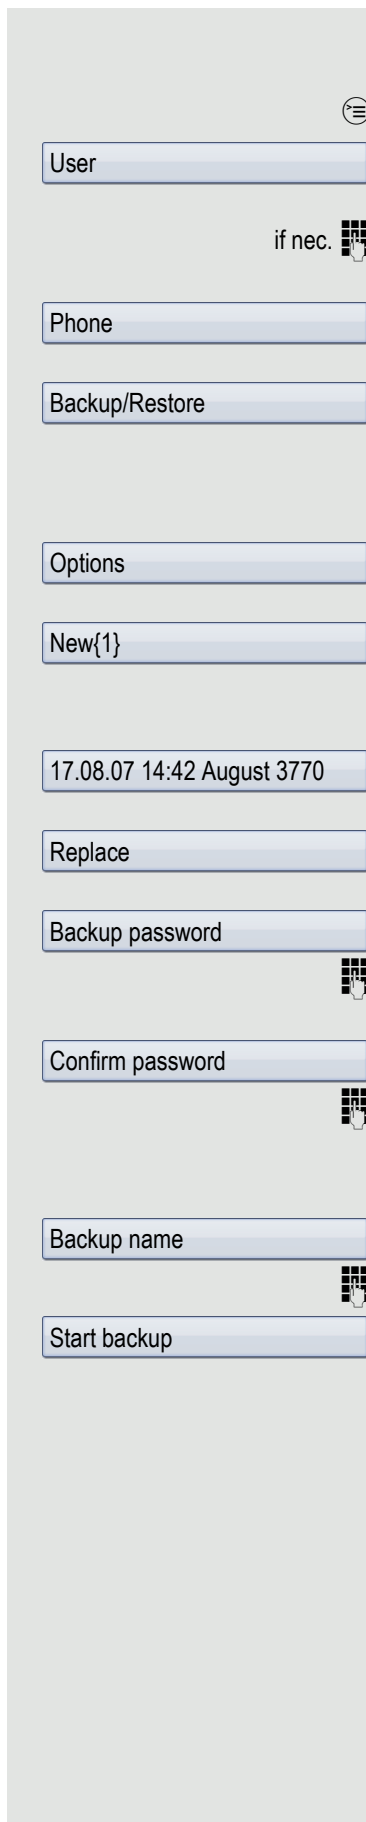 User
if nec.
Phone
Backup/Restore
Options
New{1}
17.08.07 14:42 August 3770
Replace
Backup password
Confirm password
Backup name
Start backup